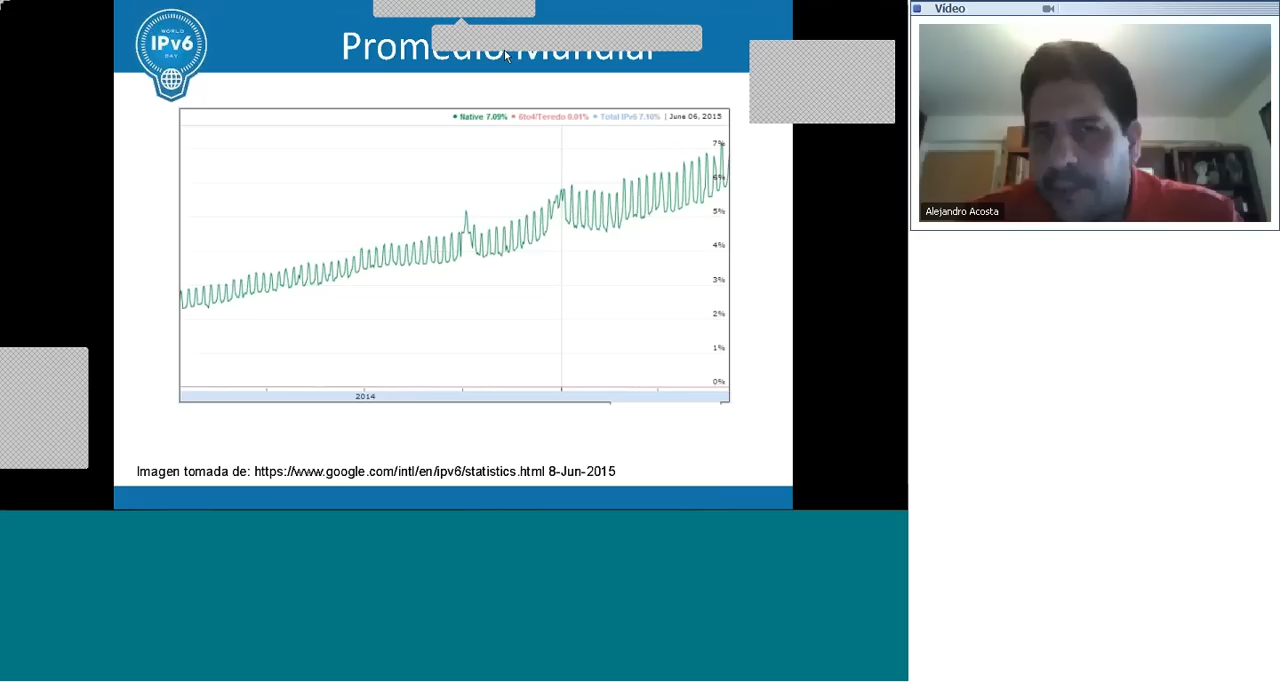 WORLD
IPv6
DAY
Promedio Mundial
Native 7.09% 6to4/Teredo 0.01% Total IPv6 7.10% | June 06, 2015
7%
6%
5%
4%
3%
2%
1%
0%
2014
Imagen tomada de: https://www.google.com/intl/en/ipv6/statistics.html 8-Jun-2015
Vídeo
Alejandro Acosta